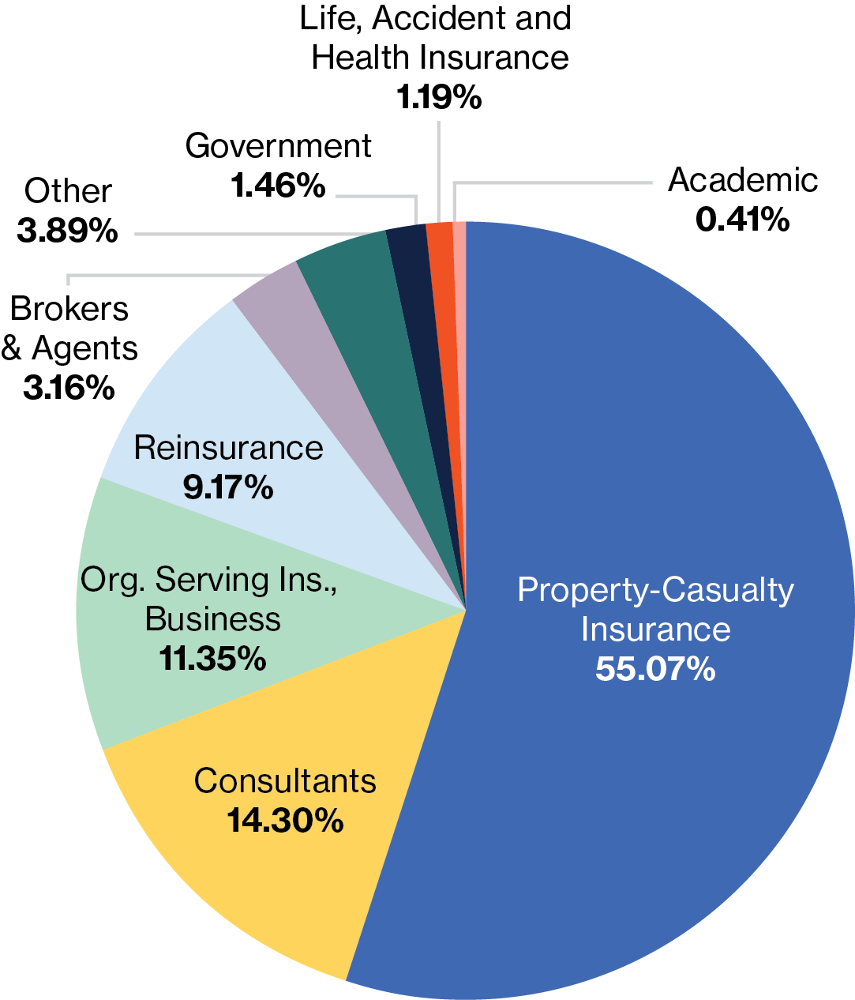 Life, Accident and
Health Insurance
1.19%
Government
1.46%
Academic
0.41%
Other
3.89%
Brokers
& Agents
3.16%
Reinsurance
9.17%
Org. Serving Ins.,
Business
11.35%
Property-Casualty
Insurance
55.07%
Consultants
14.30%